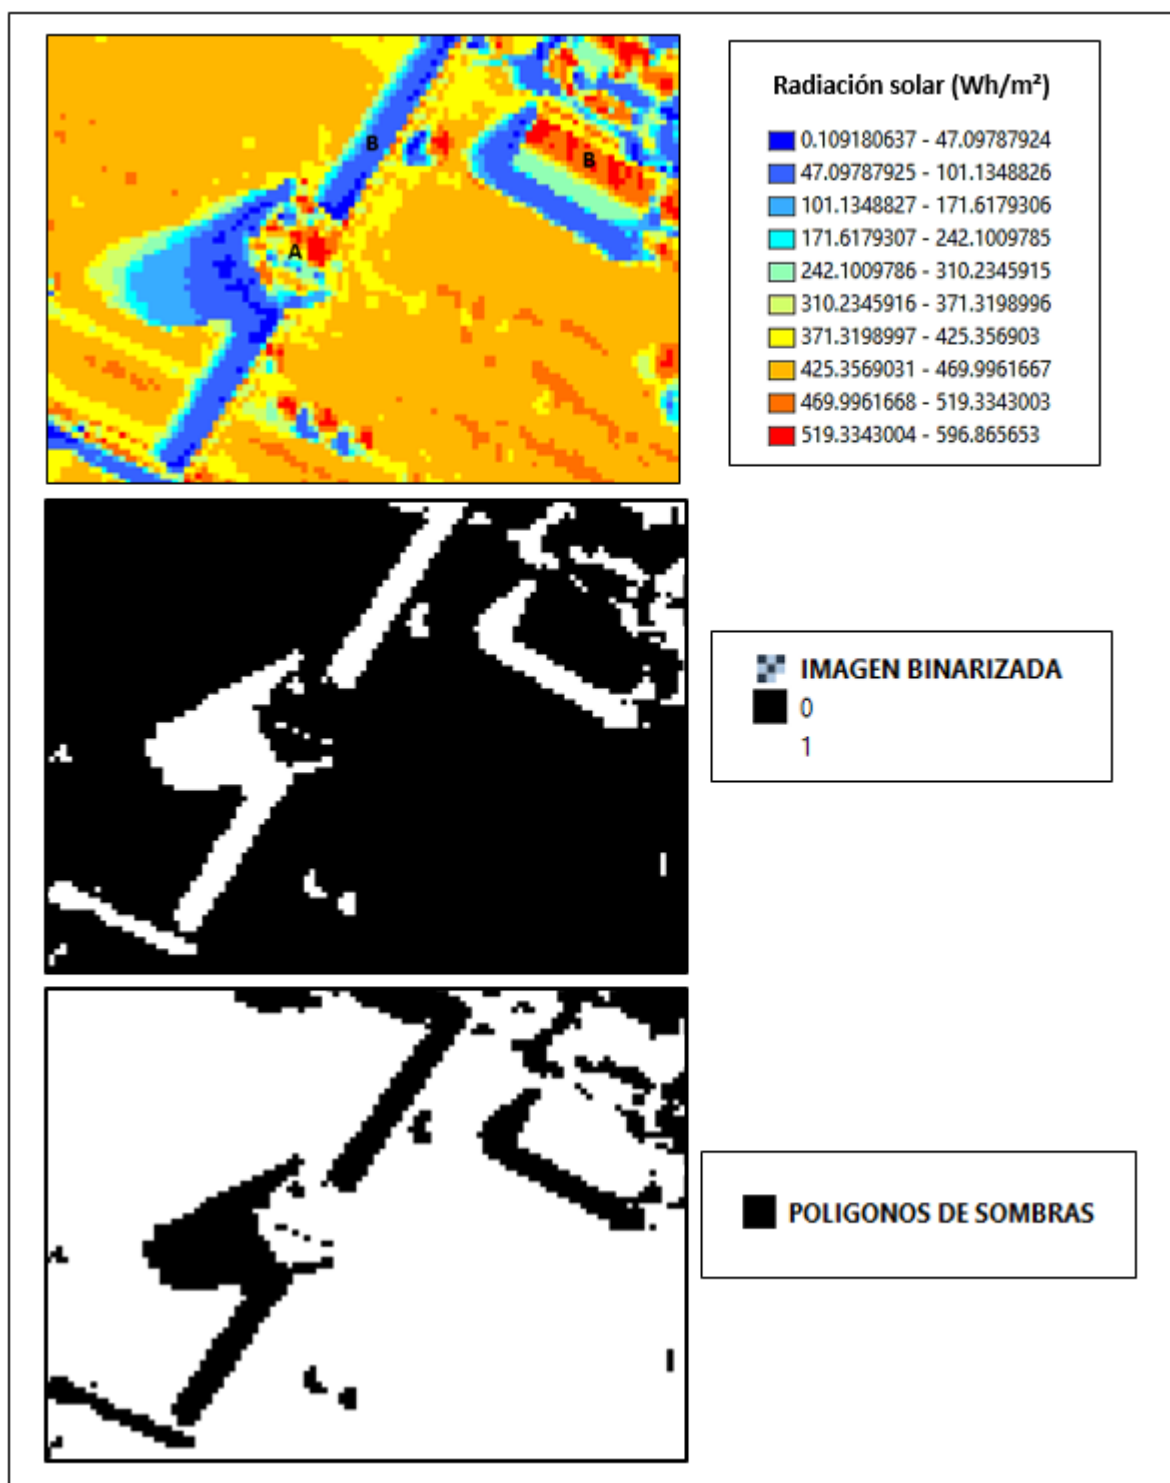 Radiación solar (Wh/m²)
0.109180637 - 47.09787924
47.09787925 - 101.1348826
101.1348827 - 171.6179306
171.6179307 - 242.1009785
242.1009786 - 310.2345915
310.2345916 - 371.3198996
371.3198997 - 425.356903
425.3569031 - 469.9961667
469.9961668 - 519.3343003
519.3343004 - 596.865653
B
B
A
IMAGEN BINARIZADA
0
1
POLIGONOS DE SOMBRAS